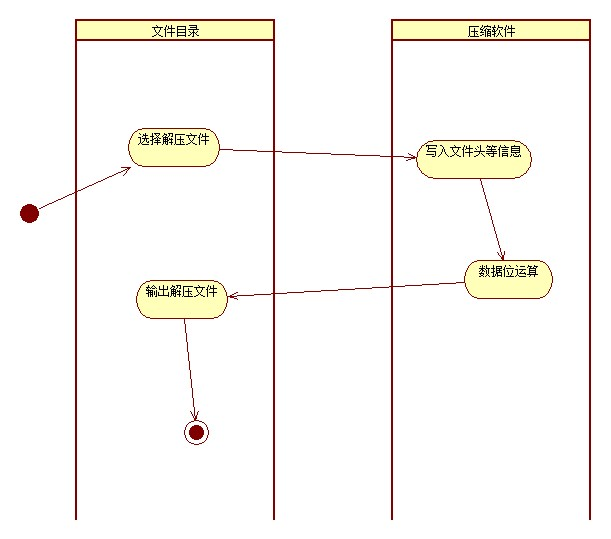 文件目录
压缩软件
选择解压文件
写入文件头等信息
数据位运算
输出解压文件